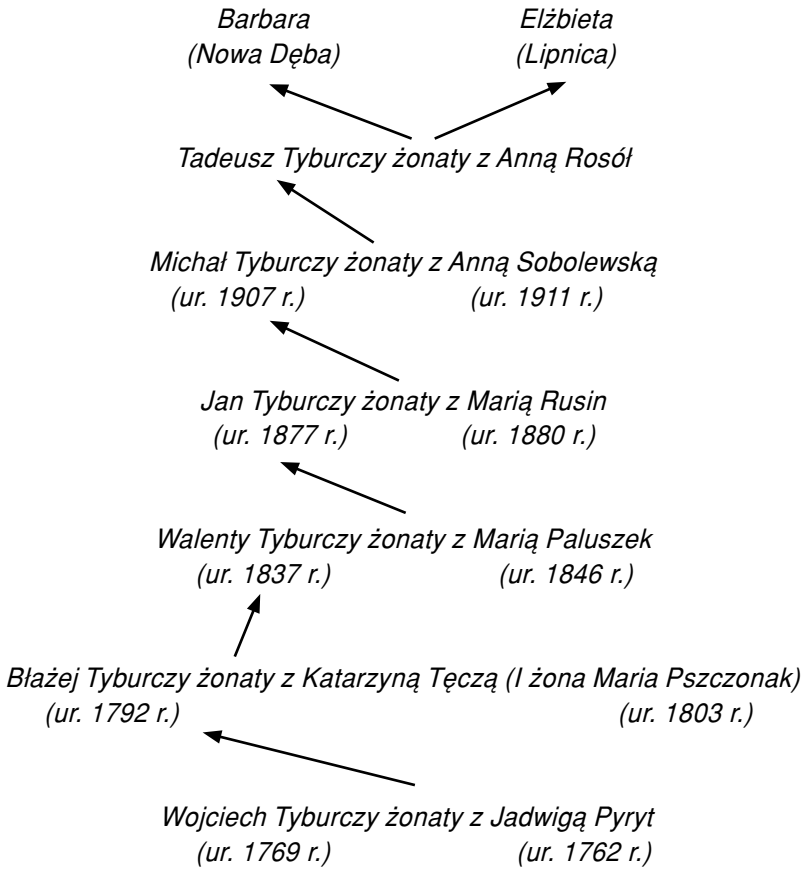 Barbara Elżbieta
(Nowa Dęba) (Lipnica)
Tadeusz Tyburczy żonaty z Anną Rosół
Michał Tyburczy żonaty z Anną Sobolewską
(ur. 1907 r.) (ur. 1911 r.)
Jan Tyburczy żonaty z Marią Rusin
(ur. 1877 r.) (ur. 1880 r.)
Walenty Tyburczy żonaty z Marią Paluszek
(ur. 1837 r.) (ur. 1846 r.)
Błażej Tyburczy żonaty z Katarzyną Tęczą (I żona Maria Pszczonak)
(ur. 1792 r.) (ur. 1803 r.)
Wojciech Tyburczy żonaty z Jadwigą Pyryt
(ur. 1769 r.) (ur. 1762 r.)